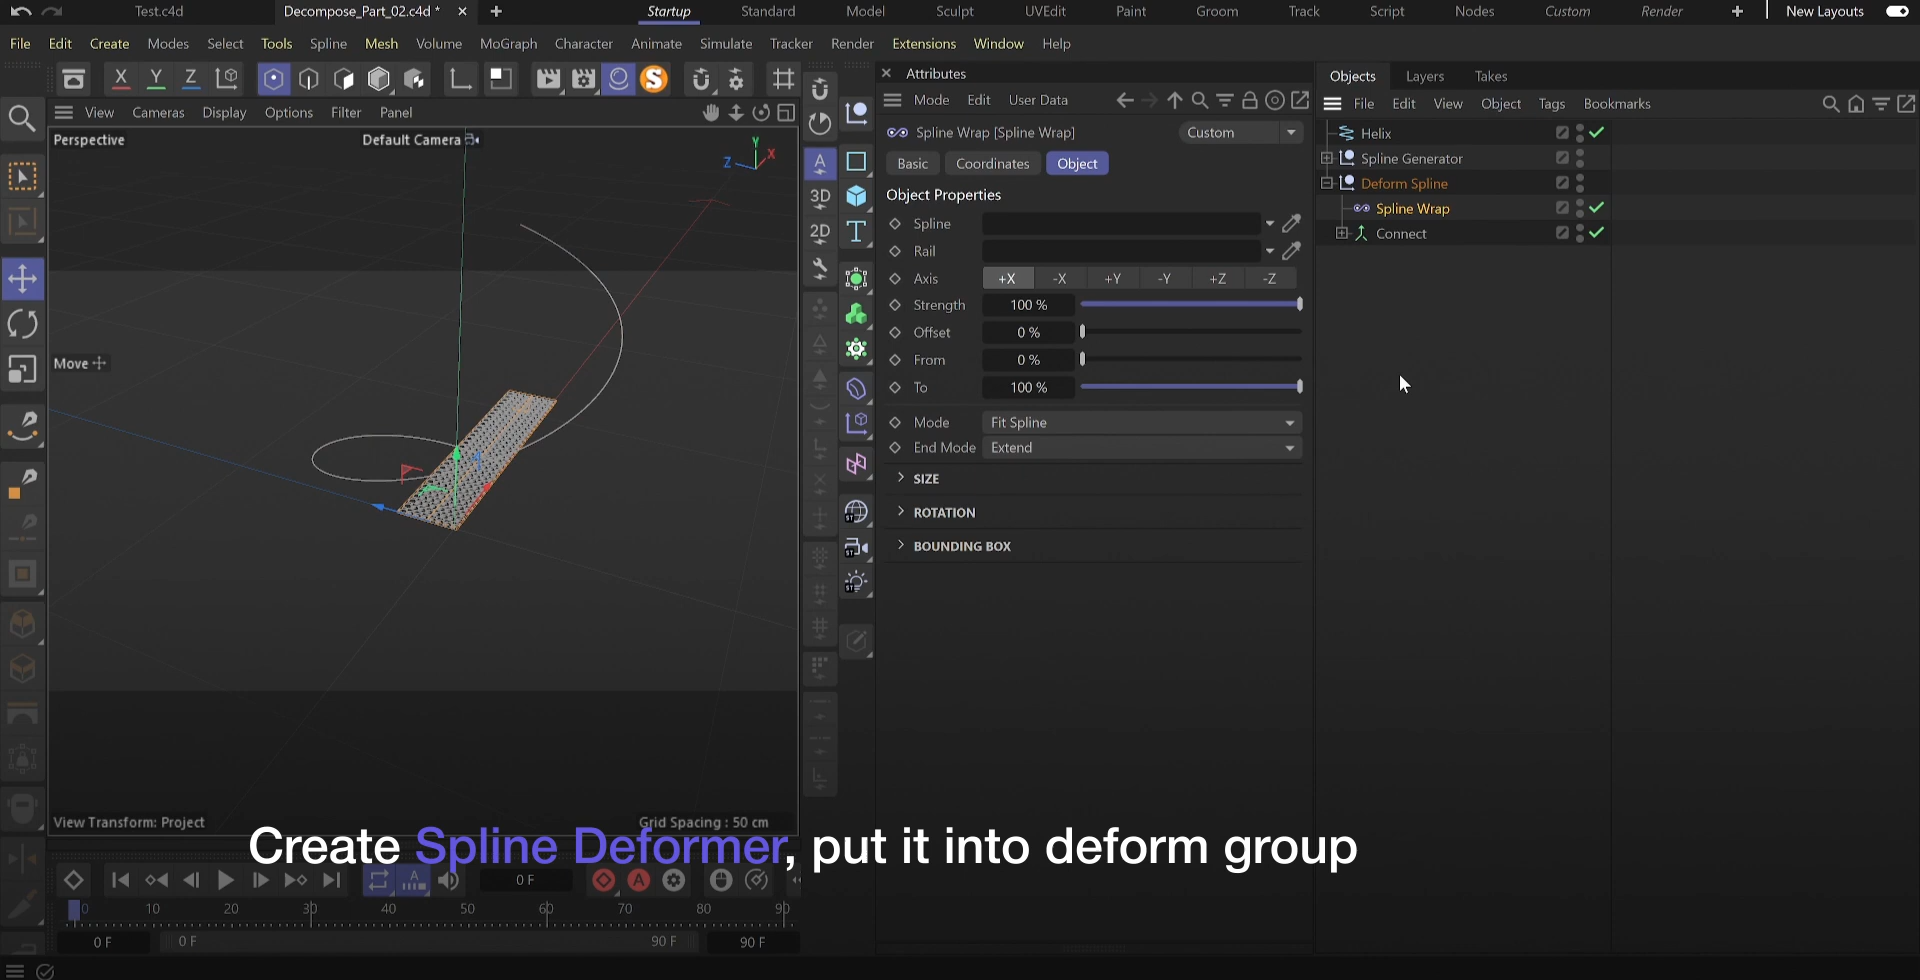 Test.c4d Decompose_Part_02.c4d * × + Startup Standard Model Sculpt UVEdit Paint Groom Track Script Nodes Custom Render + New Layouts
File Edit Create Modes Select Tools Spline Mesh Volume MoGraph Character Animate Simulate Tracker Render Extensions Window Help
X Y Z S
Attributes
Objects Layers Takes
View Cameras Display Options Filter Panel
Mode Edit User Data
File Edit View Object Tags Bookmarks
Perspective
Default Camera
Y
X
Z
Spline Wrap [Spline Wrap]
Custom
Basic Coordinates Object
Object Properties
Spline
Rail
Axis +X -X +Y -Y +Z -Z
Strength 100 %
Offset 0 %
From 0 %
To 100 %
Mode Fit Spline
End Mode Extend
SIZE
ROTATION
BOUNDING BOX
Helix
Spline Generator
Deform Spline
Spline Wrap
Connect
A
3D
2D
T
ST
ST
ST
Move
View Transform: Project
Grid Spacing : 50 cm
Create Spline Deformer, put it into deform group
A
0 F
A
0 10 20 30 40 50 60 70 80 90
0 F 0 F 90 F 90 F